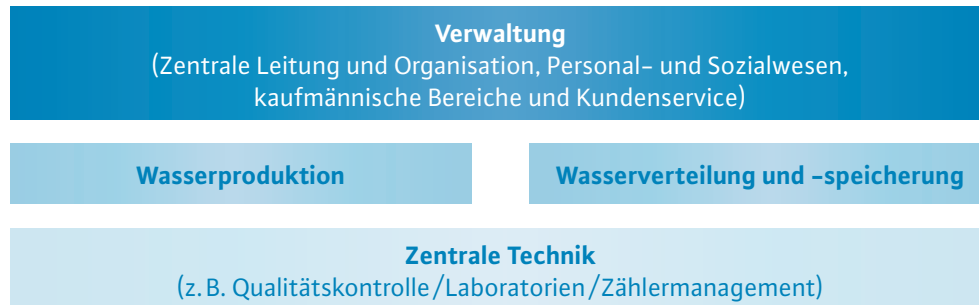 Verwaltung
(Zentrale Leitung und Organisation, Personal– und Sozialwesen,
kaufmännische Bereiche und Kundenservice)
Wasserproduktion
Wasserverteilung und –speicherung
Zentrale Technik
(z. B. Qualitätskontrolle/Laboratorien/Zählermanagement)